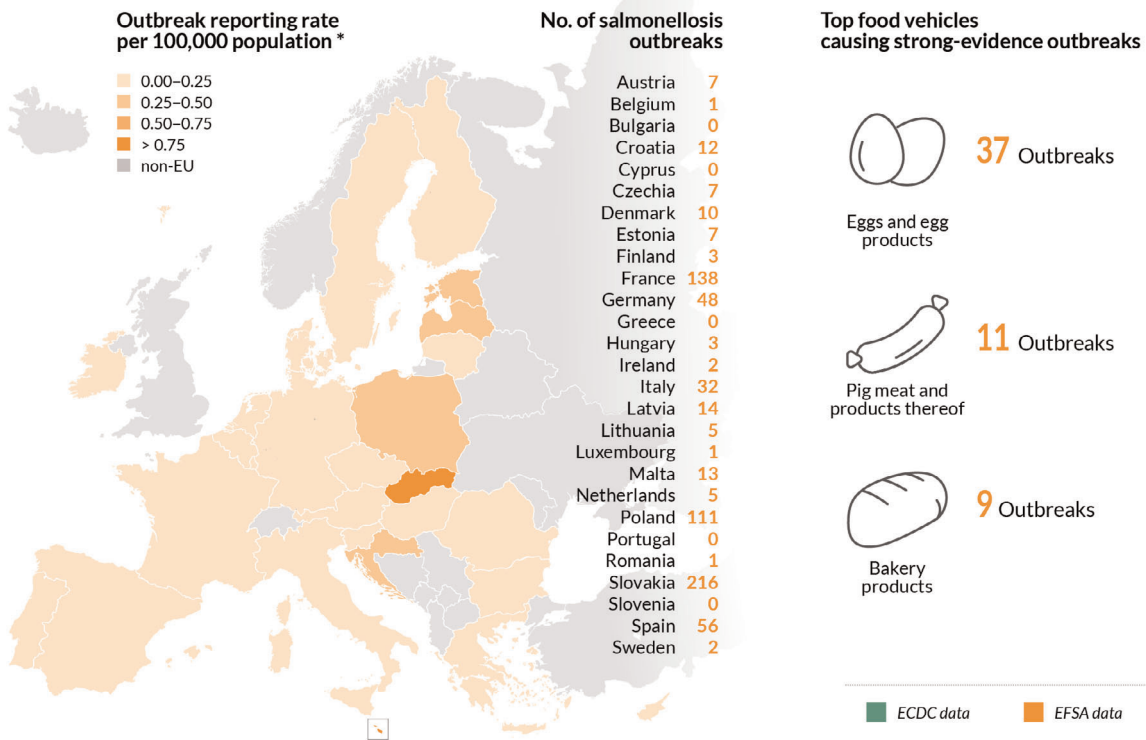 Outbreak reporting rate
per 100,000 population *
0.00–0.25
0.25–0.50
0.50–0.75
> 0.75
non-EU
No. of salmonellosis
outbreaks
Austria 7
Belgium 1
Bulgaria 0
Croatia 12
Cyprus 0
Czechia 7
Denmark 10
Estonia 7
Finland 3
France 138
Germany 48
Greece 0
Hungary 3
Ireland 2
Italy 32
Latvia 14
Lithuania 5
Luxembourg 1
Malta 13
Netherlands 5
Poland 111
Portugal 0
Romania 1
Slovakia 216
Slovenia 0
Spain 56
Sweden 2
Top food vehicles
causing strong-evidence outbreaks
37 Outbreaks
Eggs and egg
products
11 Outbreaks
Pig meat and
products thereof
9 Outbreaks
Bakery
products
ECDC data
EFSA data